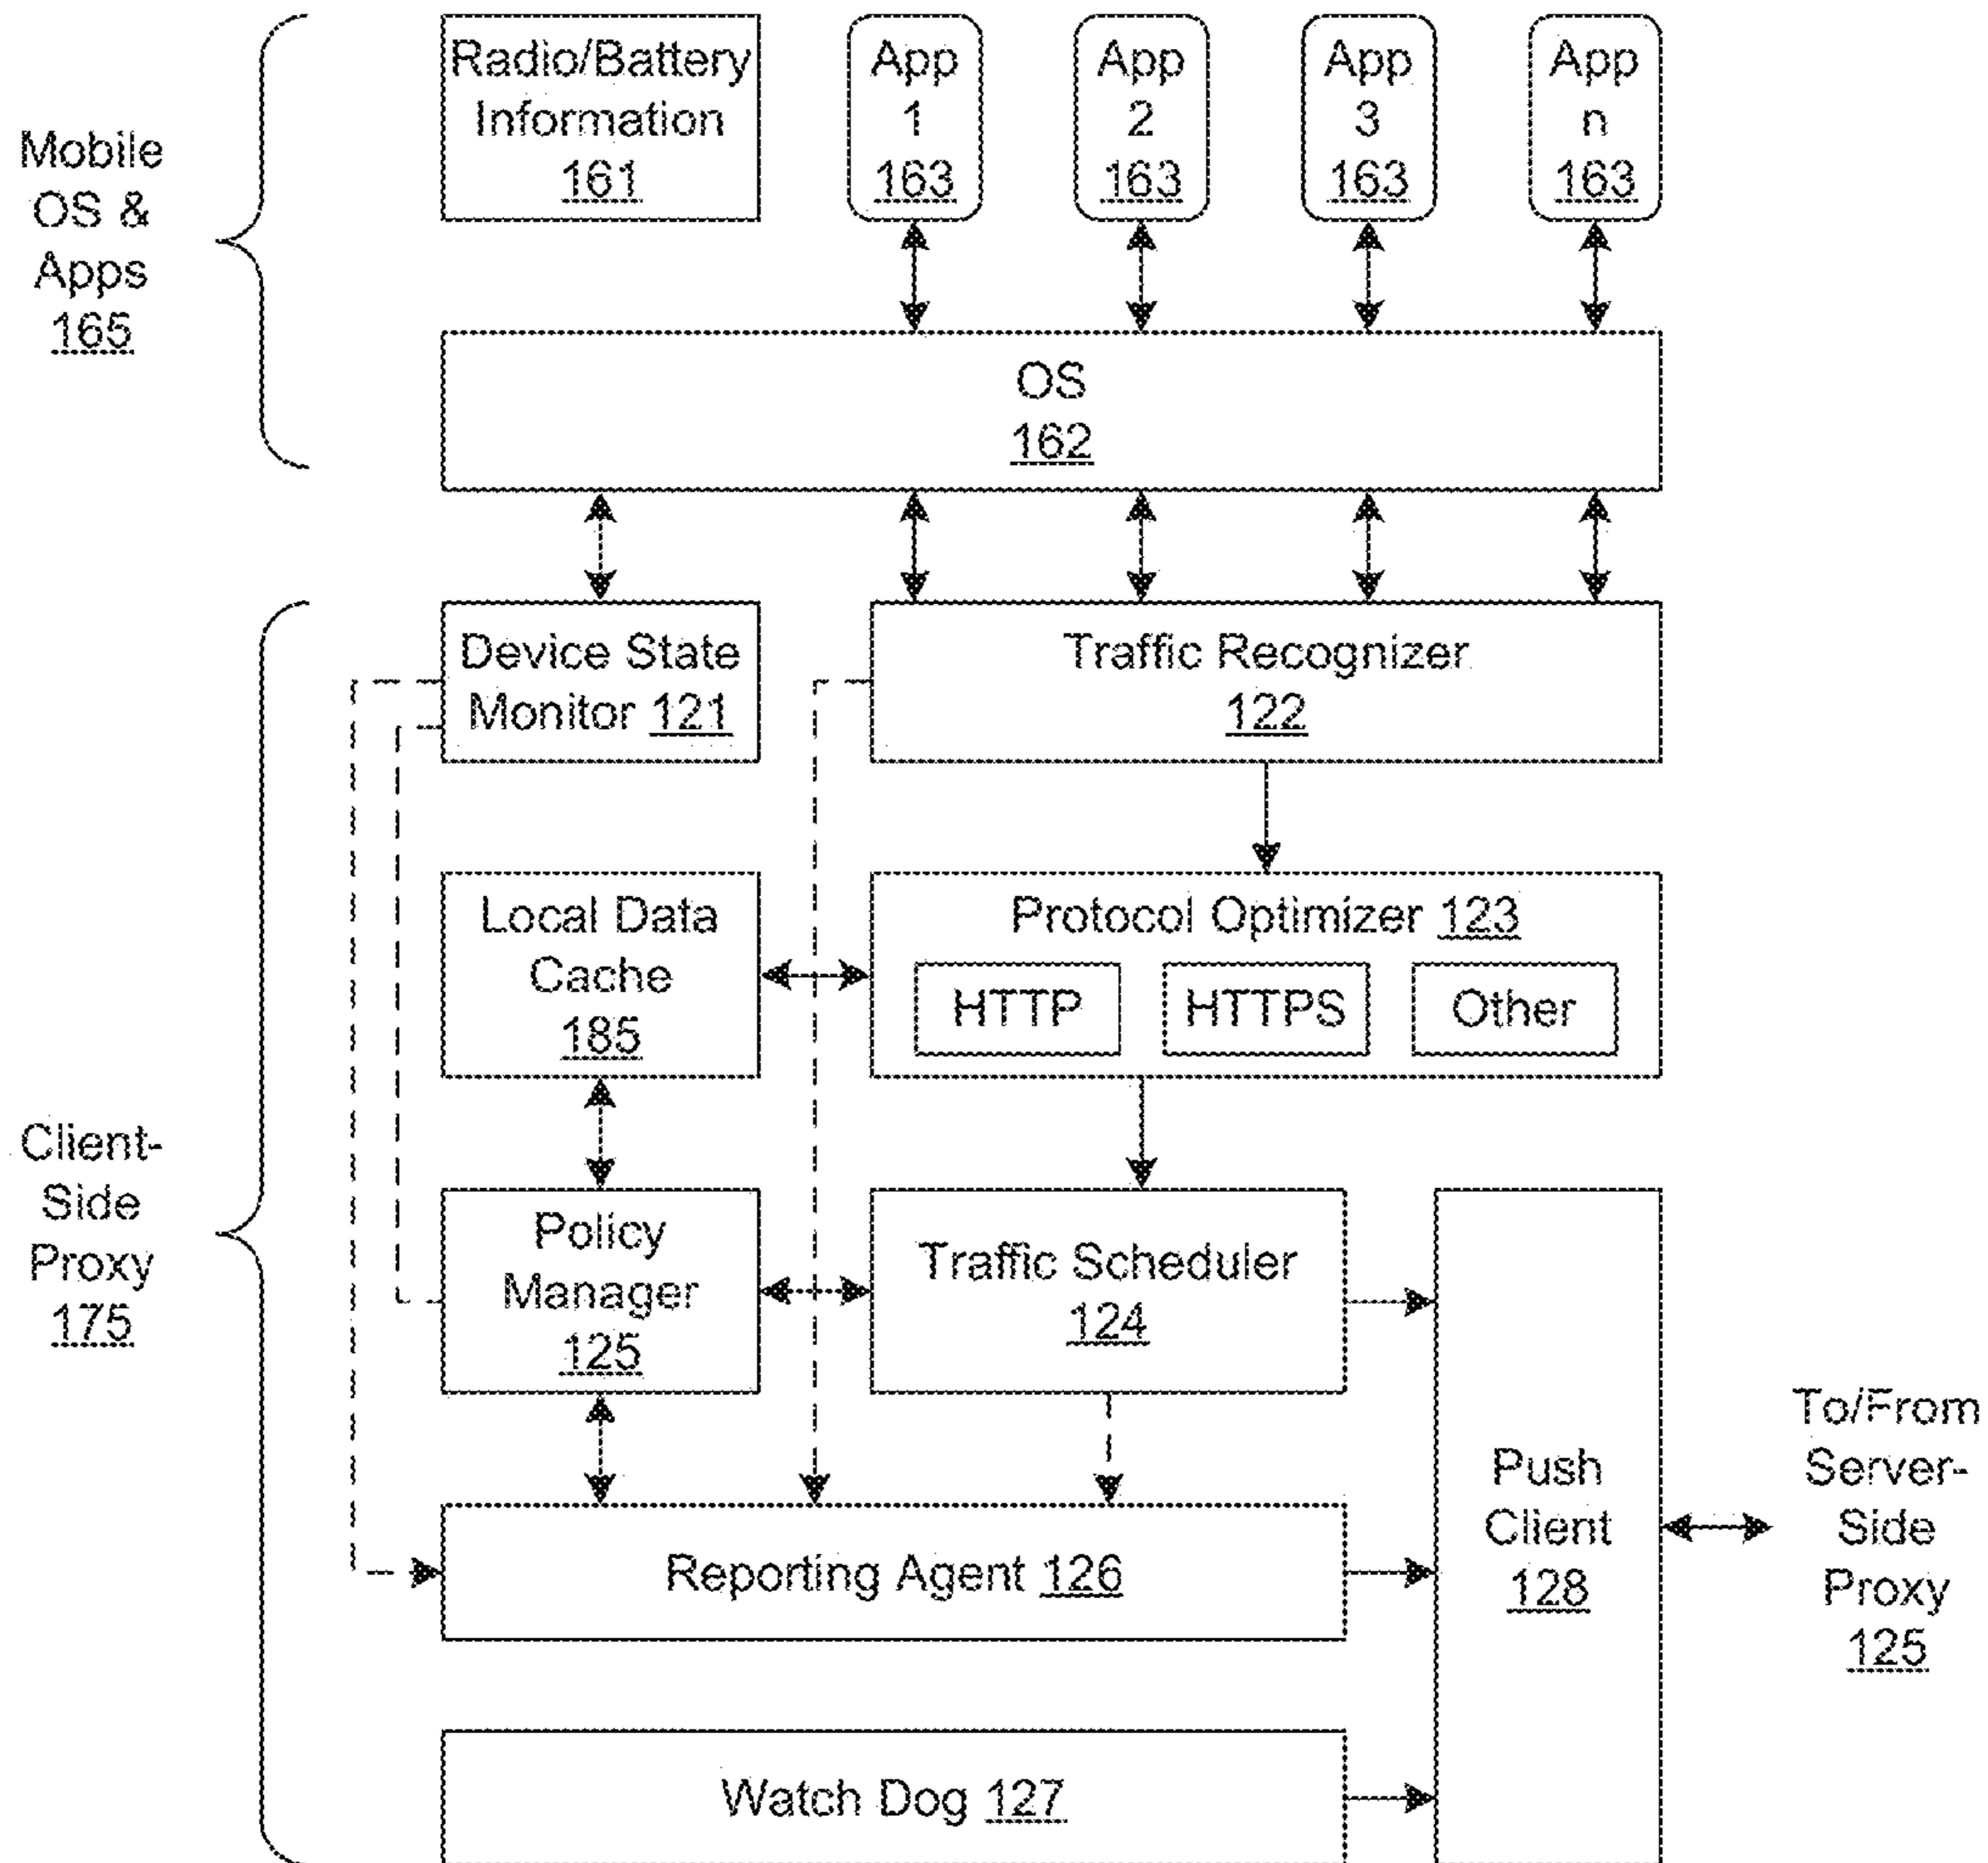 Mobile
OS &
Apps
165
Radio/Battery
Information
161
App
1
163
App
2
163
App
3
163
App
n
163
OS
162
Client-
Side
Proxy
175
Device State
Monitor 121
Traffic Recognizer
122
Local Data
Cache
185
Protocol Optimizer 123
HTTP
HTTPS
Other
Policy
Manager
125
Traffic Scheduler
124
Reporting Agent 126
Watch Dog 127
Push
Client
128
To/From
Server-
Side
Proxy
125